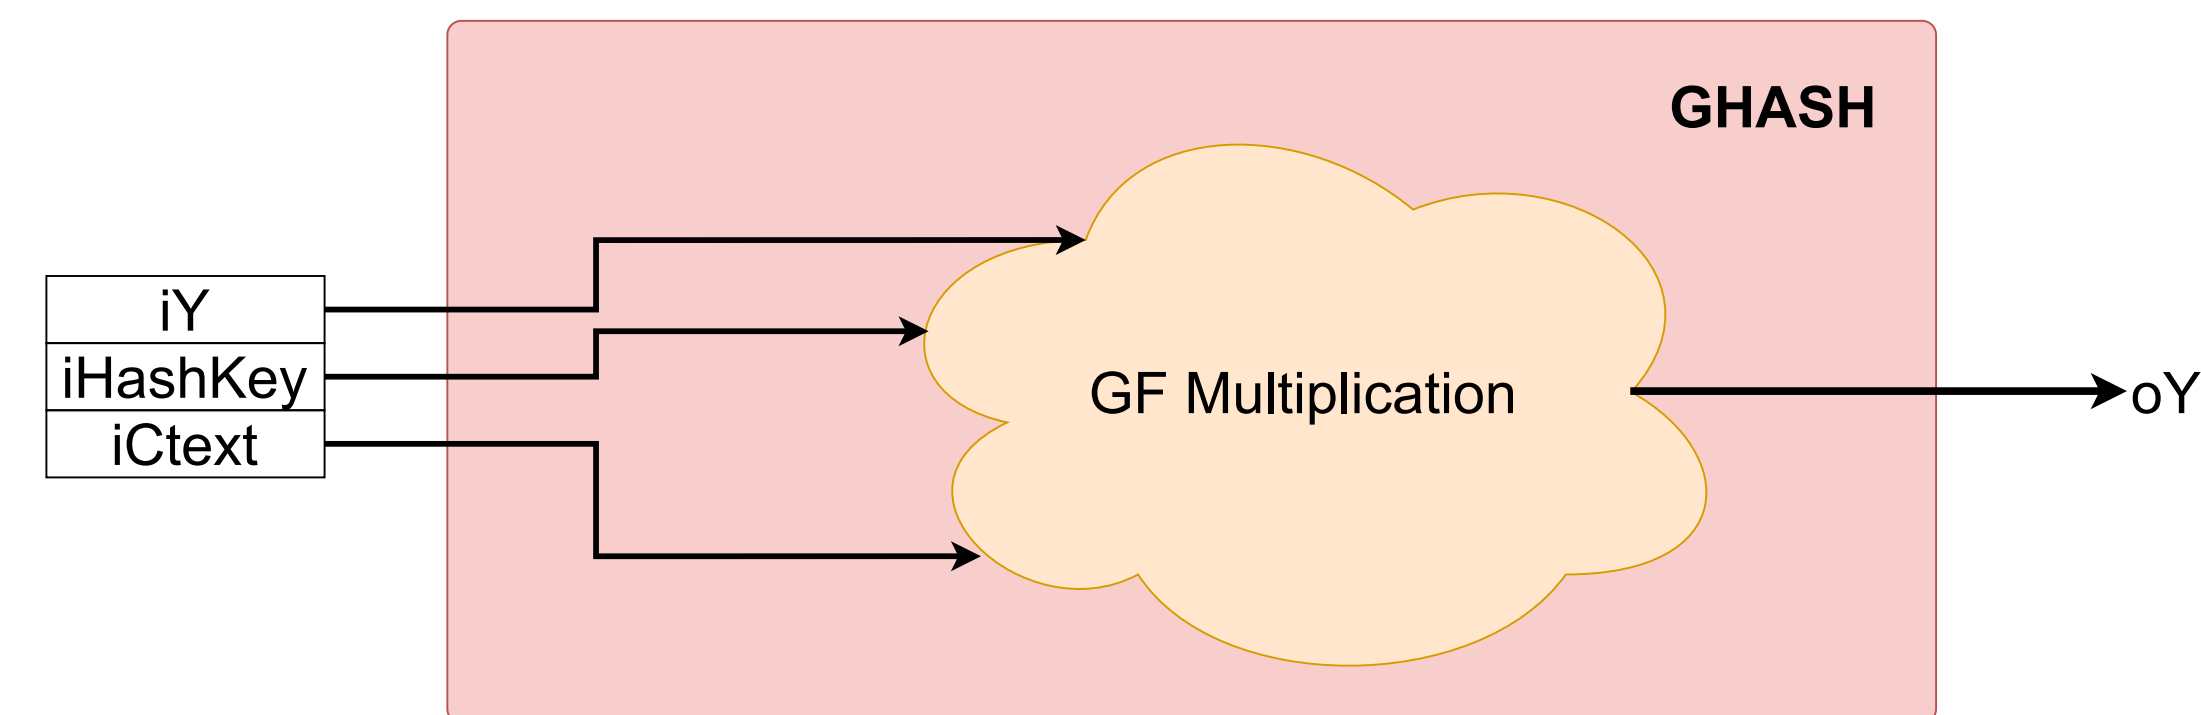 GHASH
iY
iHashKey
iCtext
GF Multiplication
oY